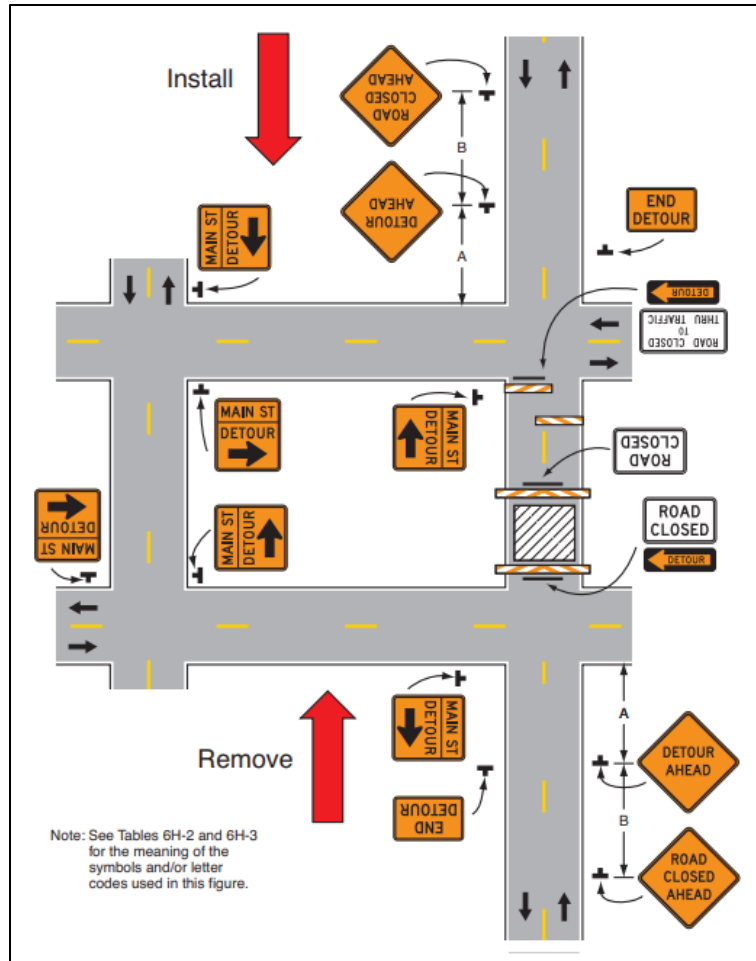 Install
ROAD
CLOSED
AHEAD
B
DETOUR
AHEAD
A
MAIN ST
DETOUR
END
DETOUR
DETOUR
ROAD CLOSED
TO
THRU TRAFFIC
MAIN ST
DETOUR
MAIN ST
DETOUR
ROAD
CLOSED
MAIN ST
DETOUR
MAIN ST
DETOUR
ROAD
CLOSED
DETOUR
Remove
MAIN ST
DETOUR
END
DETOUR
A
DETOUR
AHEAD
B
ROAD
CLOSED
AHEAD
Note: See Tables 6H-2 and 6H-3
for the meaning of the
symbols and/or letter
codes used in this figure.